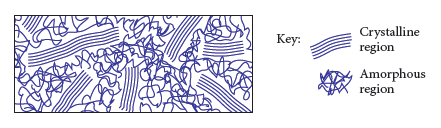 Key:
Crystalline
region
Amorphous
region